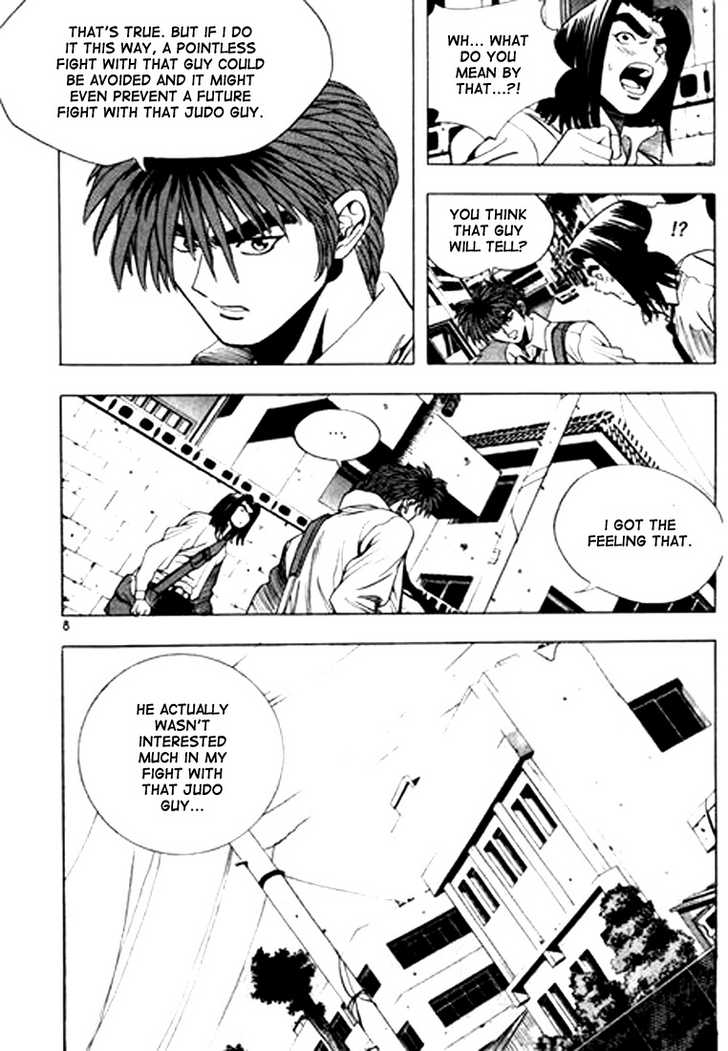 THAT'S TRUE. BUT IF I DO
IT THIS WAY, A POINTLESS
FIGHT WITH THAT GUY COULD
BE AVOIDED AND IT MIGHT
EVEN PREVENT A FUTURE
FIGHT WITH THAT JUDO GUY.
WH... WHAT
DO YOU
MEAN BY
THAT...?!
YOU THINK
THAT GUY
WILL TELL?
!?
...
I GOT THE
FEELING THAT.
8
HE ACTUALLY
WASN'T
INTERESTED
MUCH IN MY
FIGHT WITH
THAT JUDO
GUY...